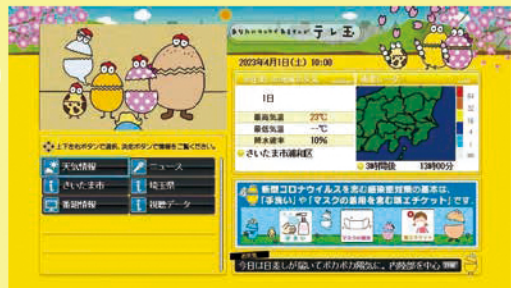 テレ玉
2023年4月1日(土) 10:00
1日
最高気温 23℃
最低気温 --℃
降水確率 10%
さいたま市浦和区
3時間後 13時00分
上下左右ボタンで選択、決定ボタンで情報をご覧ください。
天気情報
ニュース
さいたま市
埼玉県
番組情報
視聴データ
新型コロナウイルスを含む感染症対策の基本は、
「手洗い」や「マスクの着用を含む咳エチケット」です。
今日は日差しが届いてポカポカ陽気に。内陸部を中心